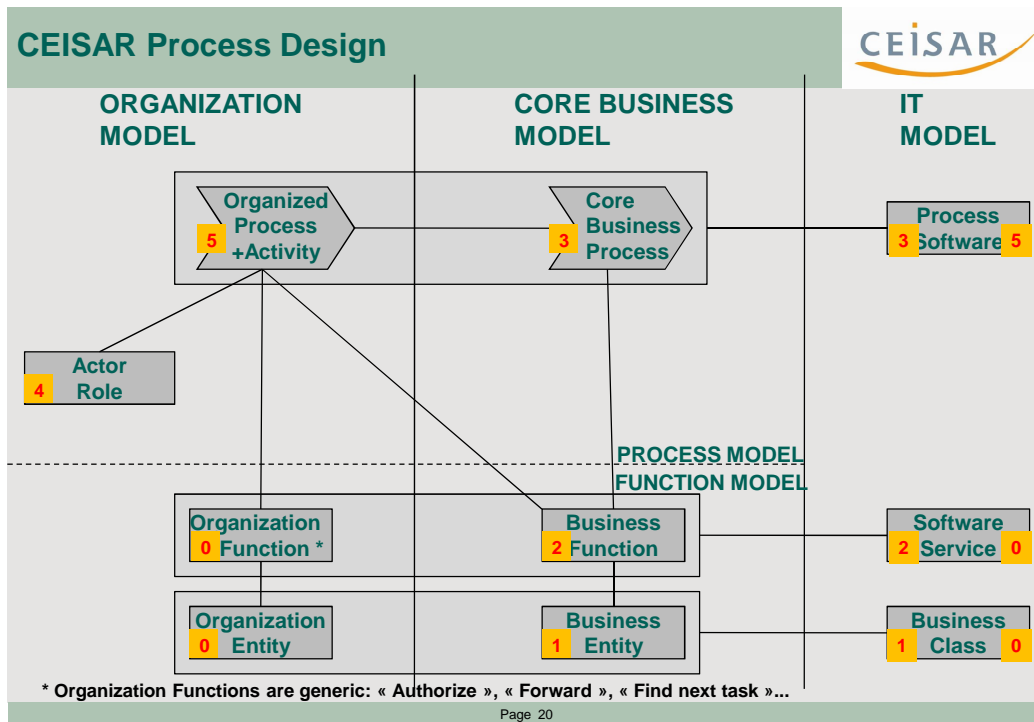 CEISAR Process Design
CEiSAR
ORGANIZATION
MODEL
CORE BUSINESS
MODEL
IT
MODEL
Organized
Process
5
+Activity
Core
Business
3
Process
Process
3 Software 5
Actor
4 Role
PROCESS MODEL
FUNCTION MODEL
Organization
0 Function *
Business
2 Function
Software
2 Service 0
Organization
0 Entity
Business
1 Entity
Business
1 Class 0
* Organization Functions are generic: « Authorize », « Forward », « Find next task »...
Page 20